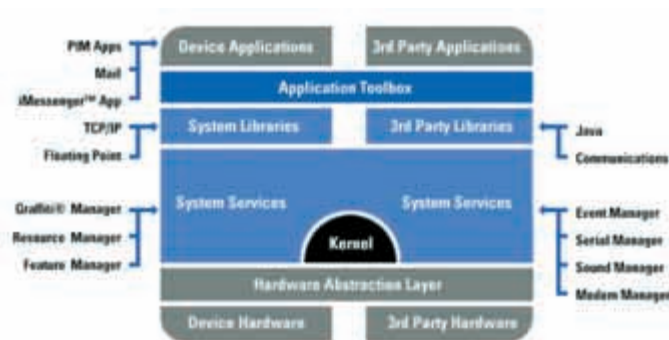 PIM Apps
Mail
iMessenger™ App
TCP/IP
Floating Point
Graffiti® Manager
Resource Manager
Feature Manager
Device Applications
3rd Party Applications
Application Toolbox
System Libraries
3rd Party Libraries
System Services
System Services
Kernel
Hardware Abstraction Layer
Device Hardware
3rd Party Hardware
Java
Communications
Event Manager
Serial Manager
Sound Manager
Modem Manager